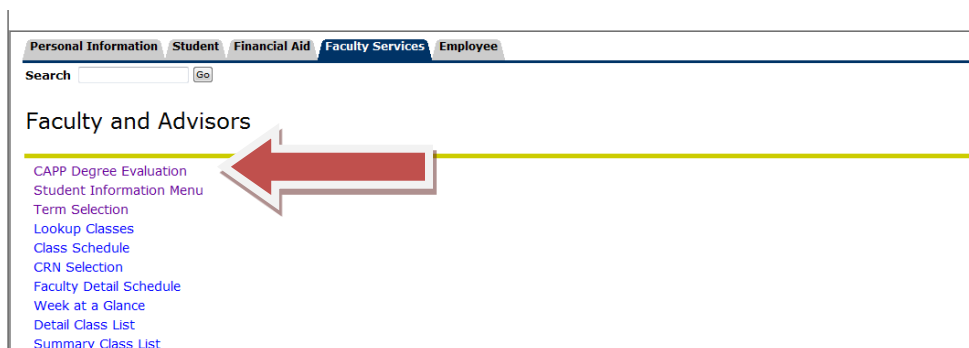 Personal Information Student Financial Aid Faculty Services Employee
Search Go
Faculty and Advisors
CAPP Degree Evaluation
Student Information Menu
Term Selection
Lookup Classes
Class Schedule
CRN Selection
Faculty Detail Schedule
Week at a Glance
Detail Class List
Summary Class List